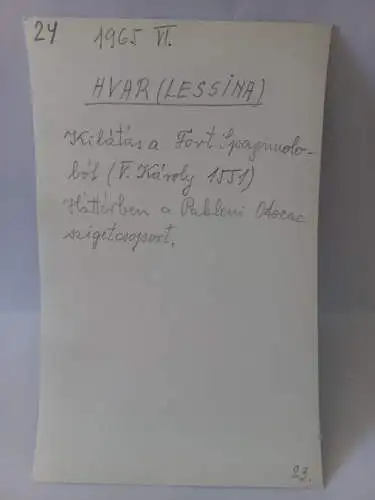 24 1965 VI.
HVAR (LESSINA)
Kilátás a Fort Spagnuolo-
ból (V. Károly 1551)
Háttérben a Pakleni Otocac
szigetcsoport.
23.